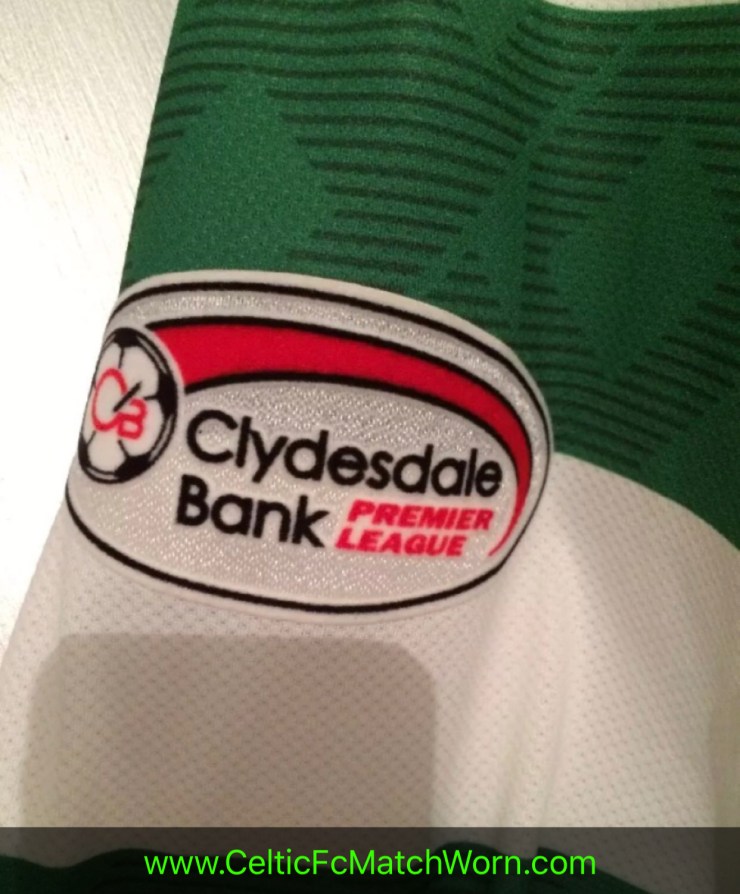 CB
Clydesdale
Bank PREMIER
LEAGUE
www.CelticFcMatchWorn.com